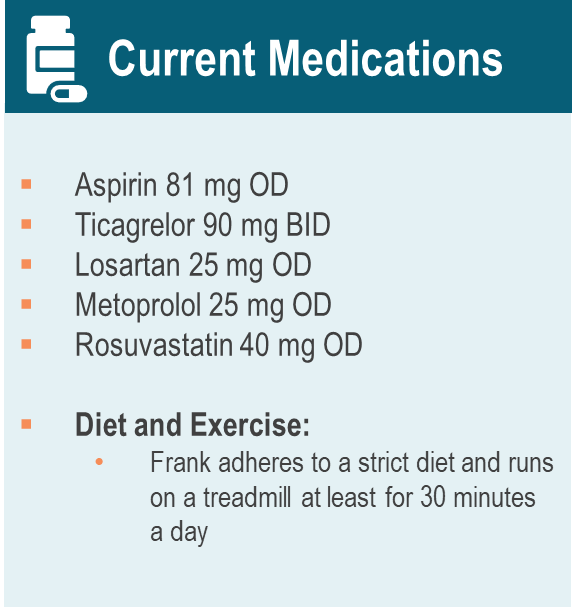 Current Medications
Aspirin 81 mg OD
Ticagrelor 90 mg BID
Losartan 25 mg OD
Metoprolol 25 mg OD
Rosuvastatin 40 mg OD
Diet and Exercise:
Frank adheres to a strict diet and runs
on a treadmill at least for 30 minutes
a day